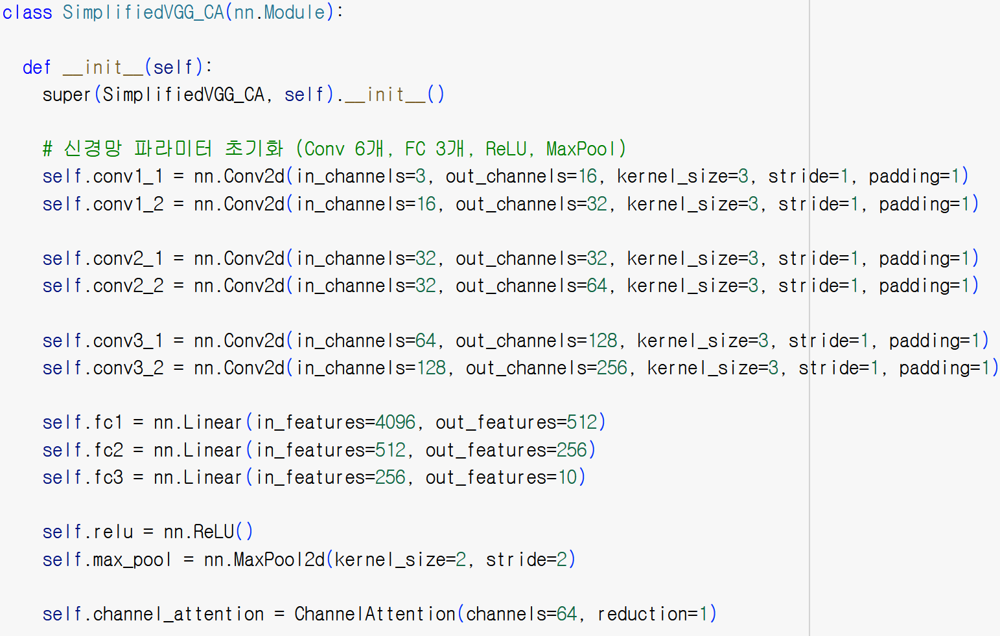 class SimplifiedVGG_CA(nn.Module):
def __init__(self):
super(SimplifiedVGG_CA, self).__init__()
# 신경망 파라미터 초기화 (Conv 6개, FC 3개, ReLU, MaxPool)
self.conv1_1 = nn.Conv2d(in_channels=3, out_channels=16, kernel_size=3, stride=1, padding=1)
self.conv1_2 = nn.Conv2d(in_channels=16, out_channels=32, kernel_size=3, stride=1, padding=1)
self.conv2_1 = nn.Conv2d(in_channels=32, out_channels=32, kernel_size=3, stride=1, padding=1)
self.conv2_2 = nn.Conv2d(in_channels=32, out_channels=64, kernel_size=3, stride=1, padding=1)
self.conv3_1 = nn.Conv2d(in_channels=64, out_channels=128, kernel_size=3, stride=1, padding=1)
self.conv3_2 = nn.Conv2d(in_channels=128, out_channels=256, kernel_size=3, stride=1, padding=1)
self.fc1 = nn.Linear(in_features=4096, out_features=512)
self.fc2 = nn.Linear(in_features=512, out_features=256)
self.fc3 = nn.Linear(in_features=256, out_features=10)
self.relu = nn.ReLU()
self.max_pool = nn.MaxPool2d(kernel_size=2, stride=2)
self.channel_attention = ChannelAttention(channels=64, reduction=1)